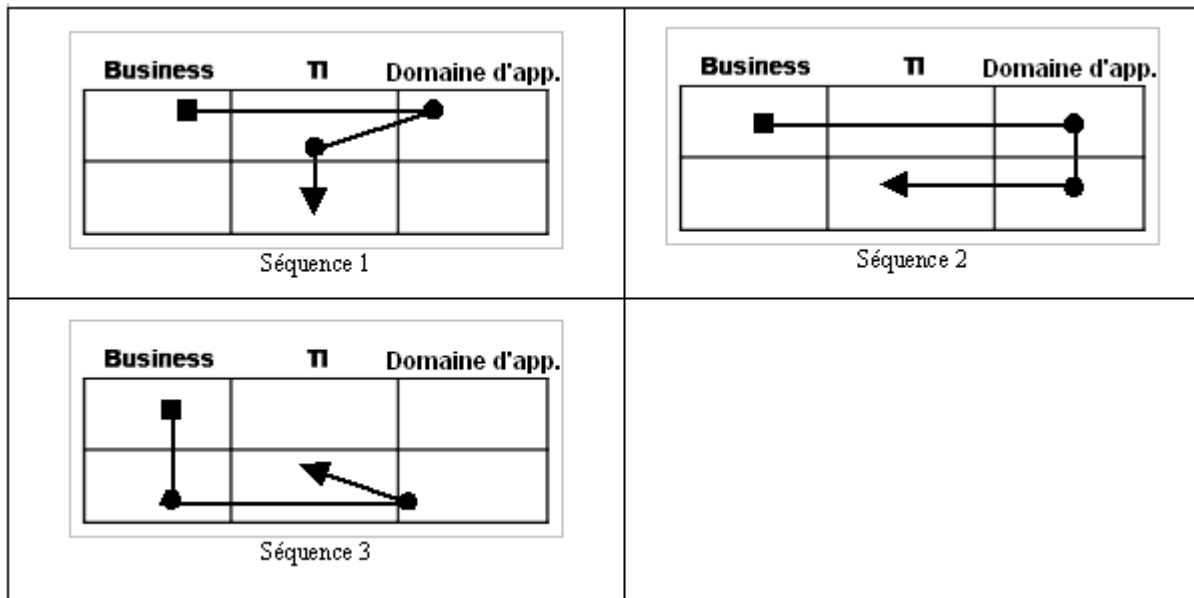 Business TI Domaine d'app.
Séquence 1
Business TI Domaine d'app.
Séquence 2
Business TI Domaine d'app.
Séquence 3